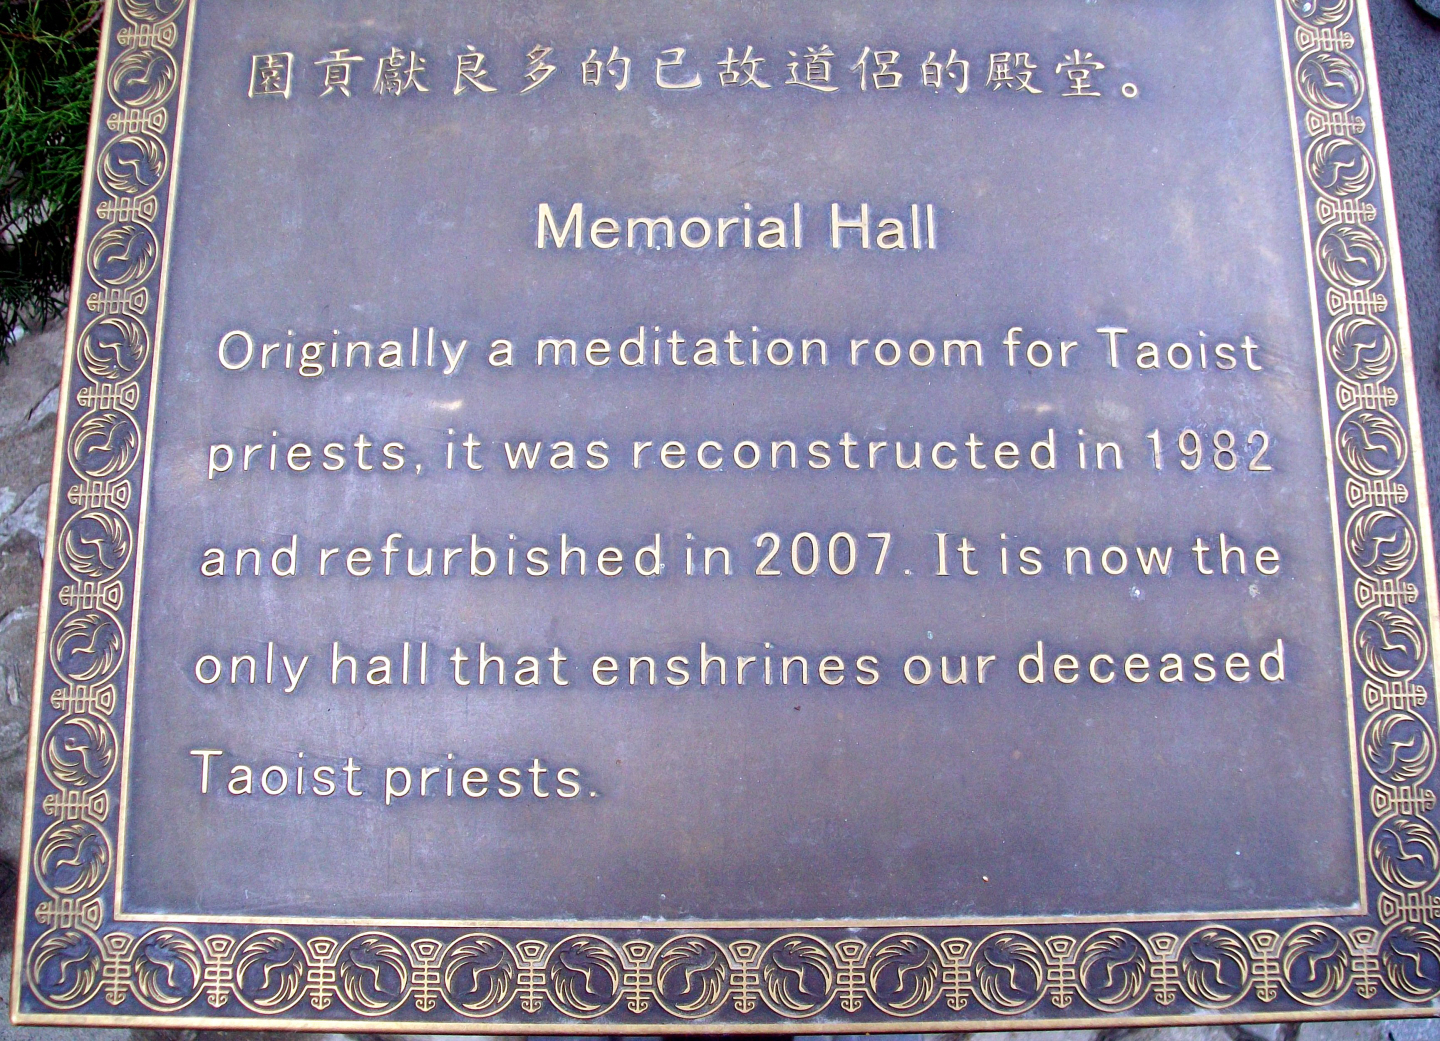 園貢獻良多的已故道侶的殿堂。
Memorial Hall
Originally a meditation room for Taoist
priests, it was reconstructed in 1982
and refurbished in 2007. It is now the
only hall that enshrines our deceased
Taoist priests.